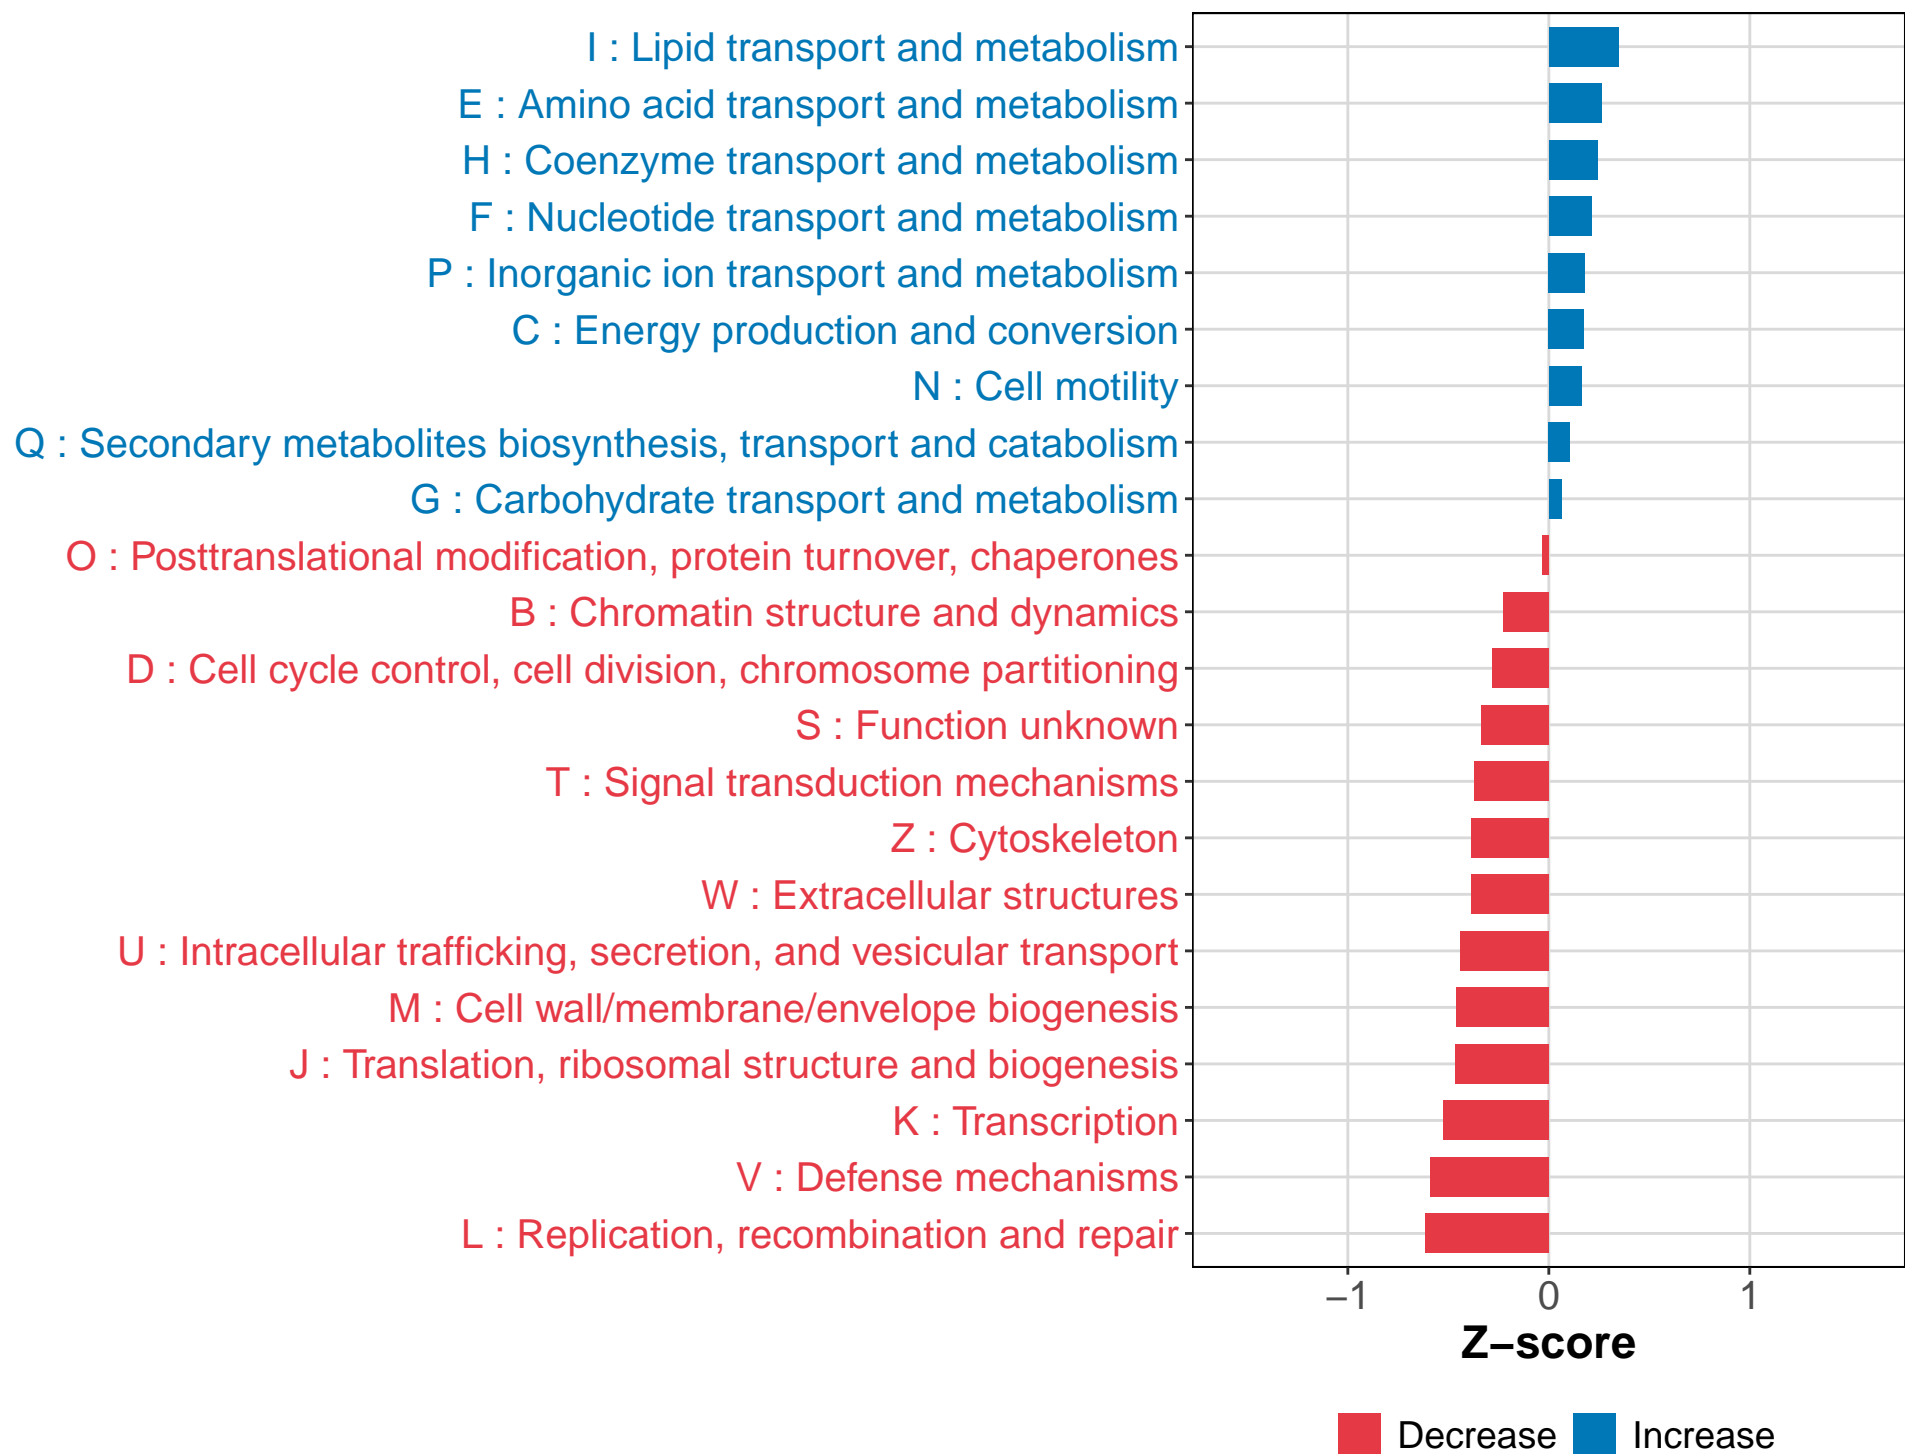 I : Lipid transport and metabolism
E : Amino acid transport and metabolism
H : Coenzyme transport and metabolism
F : Nucleotide transport and metabolism
P : Inorganic ion transport and metabolism
C : Energy production and conversion
N : Cell motility
Q : Secondary metabolites biosynthesis, transport and catabolism
G : Carbohydrate transport and metabolism
O : Posttranslational modification, protein turnover, chaperones
B : Chromatin structure and dynamics
D : Cell cycle control, cell division, chromosome partitioning
S : Function unknown
T : Signal transduction mechanisms
Z : Cytoskeleton
W : Extracellular structures
U : Intracellular trafficking, secretion, and vesicular transport
M : Cell wall/membrane/envelope biogenesis
J : Translation, ribosomal structure and biogenesis
K : Transcription
V : Defense mechanisms
L : Replication, recombination and repair
−1 0 1
Z−score
Decrease Increase